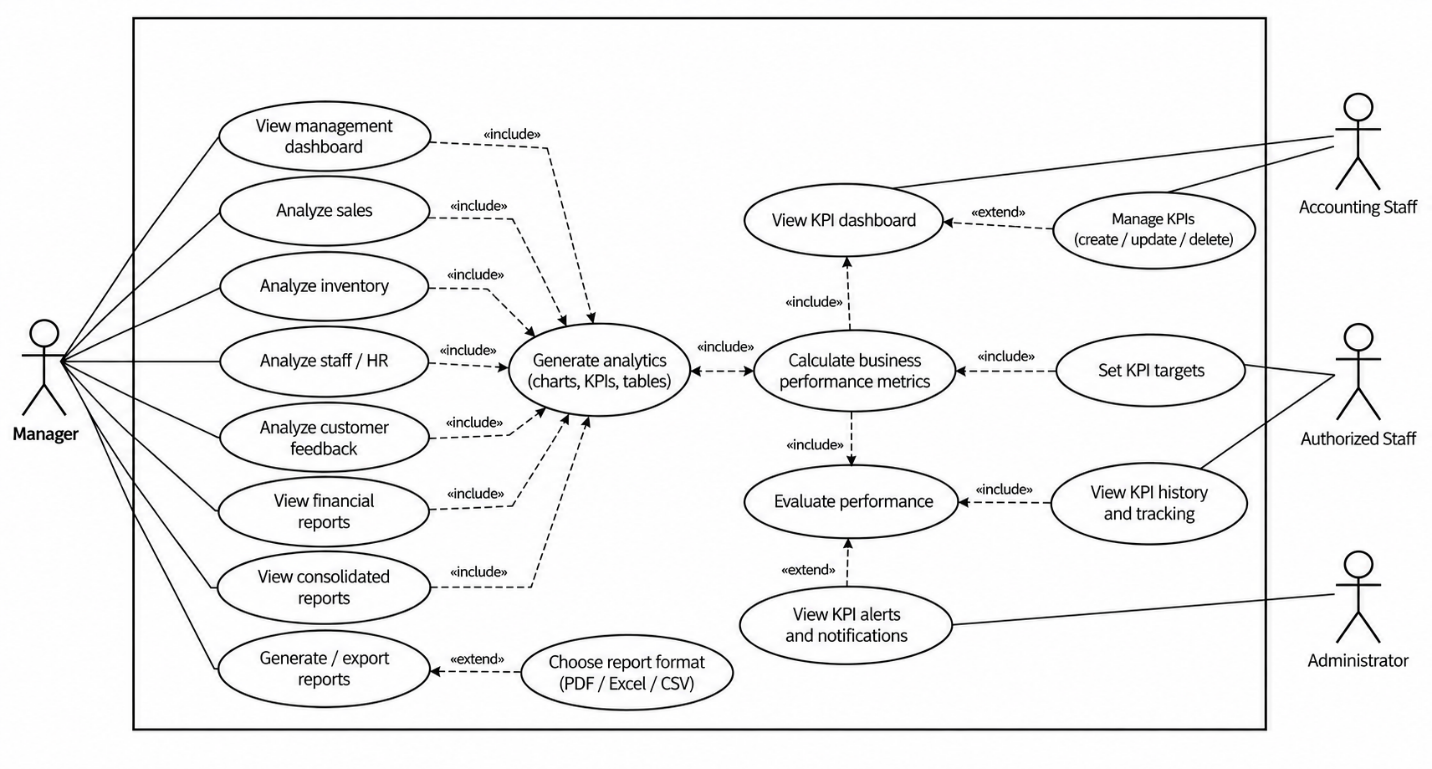 View management
dashboard
«include»
Analyze sales
«include»
Analyze inventory
«include»
Analyze staff / HR
«include»
Analyze customer
feedback
«include»
View financial
reports
«include»
View consolidated
reports
«include»
Generate / export
reports
«extend»
Choose report format
(PDF / Excel / CSV)
Manager
Generate analytics
(charts, KPIs, tables)
«include»
Calculate business
performance metrics
«include»
View KPI dashboard
«extend»
Manage KPIs
(create / update / delete)
«include»
Set KPI targets
«include»
Evaluate performance
«include»
View KPI history
and tracking
«extend»
View KPI alerts
and notifications
Accounting Staff
Authorized Staff
Administrator